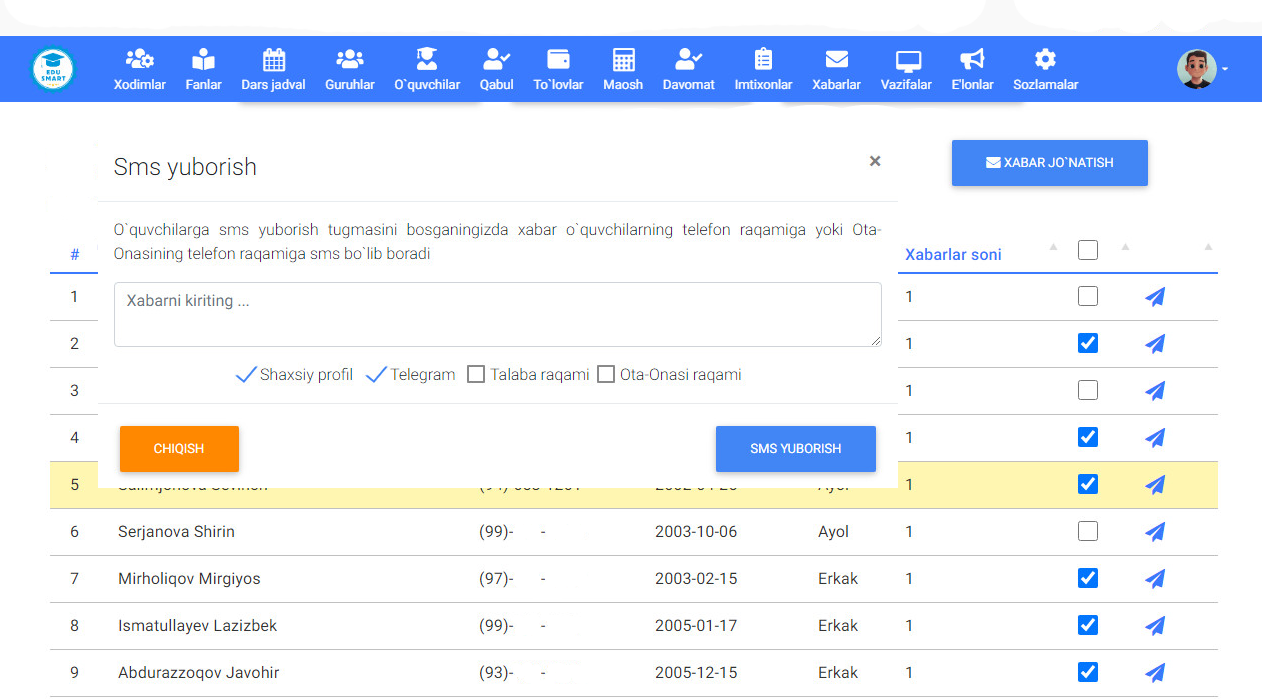 EDU
SMART
Xodimlar Fanlar Dars jadval Guruhlar O`quvchilar Qabul To`lovlar Maosh Davomat Imtixonlar Xabarlar Vazifalar E'lonlar Sozlamalar
Sms yuborish ×
XABAR JO`NATISH
O`quvchilarga sms yuborish tugmasini bosganingizda xabar o`quvchilarning telefon raqamiga yoki Ota-
Onasining telefon raqamiga sms bo`lib boradi
# Xabarlar soni
Xabarni kiriting ...
1 1
2 1
3 1
Shaxsiy profil Telegram Talaba raqami Ota-Onasi raqami
4 1
CHIQISH SMS YUBORISH
5 1
6 Serjanova Shirin (99)- - 2003-10-06 Ayol 1
7 Mirholiqov Mirgiyos (97)- - 2003-02-15 Erkak 1
8 Ismatullayev Lazizbek (99)- - 2005-01-17 Erkak 1
9 Abdurazzoqov Javohir (93)- - 2005-12-15 Erkak 1